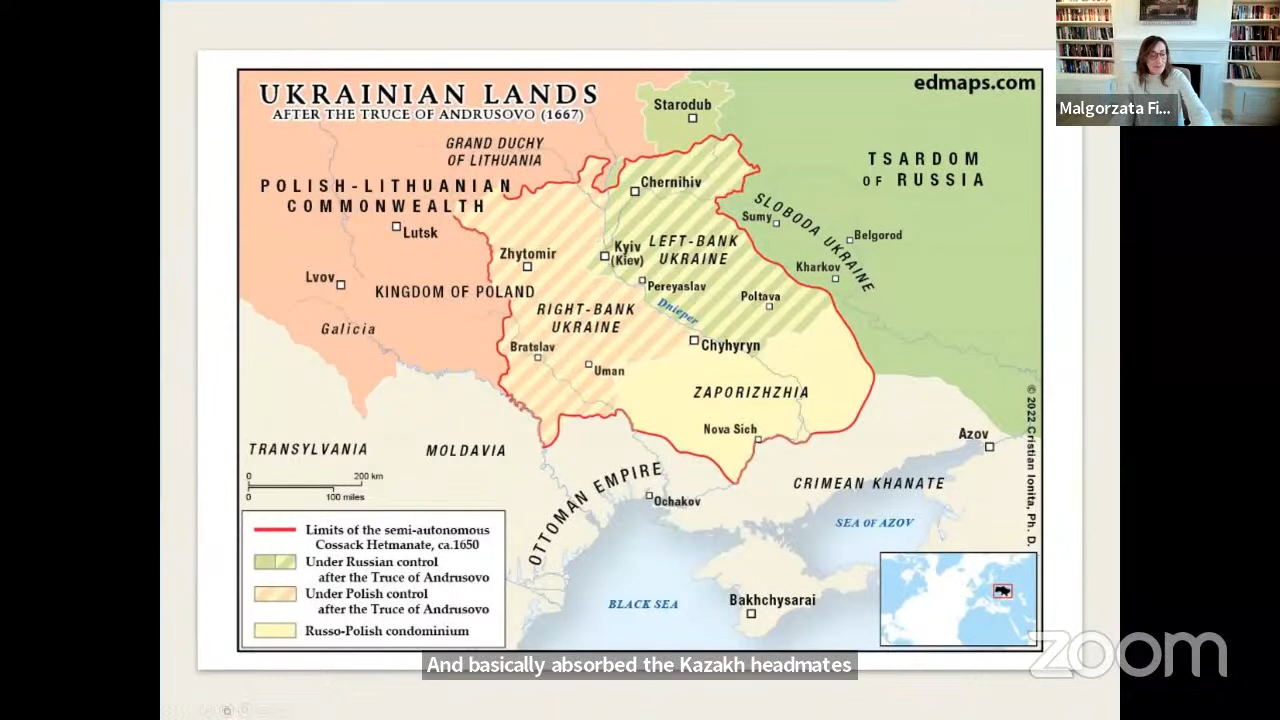 UKRAINIAN LANDS
AFTER THE TRUCE OF ANDRUSOVO (1667)
edmaps.com
Malgorzata Fi...
Starodub
GRAND DUCHY
OF LITHUANIA
TSARDOM
OF RUSSIA
POLISH-LITHUANIAN
COMMONWEALTH
Chernihiv
SLOBODA UKRAINE
Sumy
Belgorod
Lutsk
Kyiv
(Kiev)
LEFT-BANK
UKRAINE
Zhytomir
Kharkov
Lvov
KINGDOM OF POLAND
Pereyaslav
Poltava
Dnieper
RIGHT-BANK
UKRAINE
Galicia
Bratslav
Chyhyryn
Uman
ZAPORIZHZHIA
Nova Sich
Azov
TRANSYLVANIA
MOLDAVIA
200 km
100 miles
0
0
OTTOMAN EMPIRE
Ochakov
CRIMEAN KHANATE
SEA OF AZOV
© 2022 Cristian Ionita, Ph. D.
Limits of the semi-autonomous
Cossack Hetmanate, ca.1650
Under Russian control
after the Truce of Andrusovo
Under Polish control
after the Truce of Andrusovo
Russo-Polish condominium
BLACK SEA
Bakhchysarai
And basically absorbed the Kazakh headmates
zoom